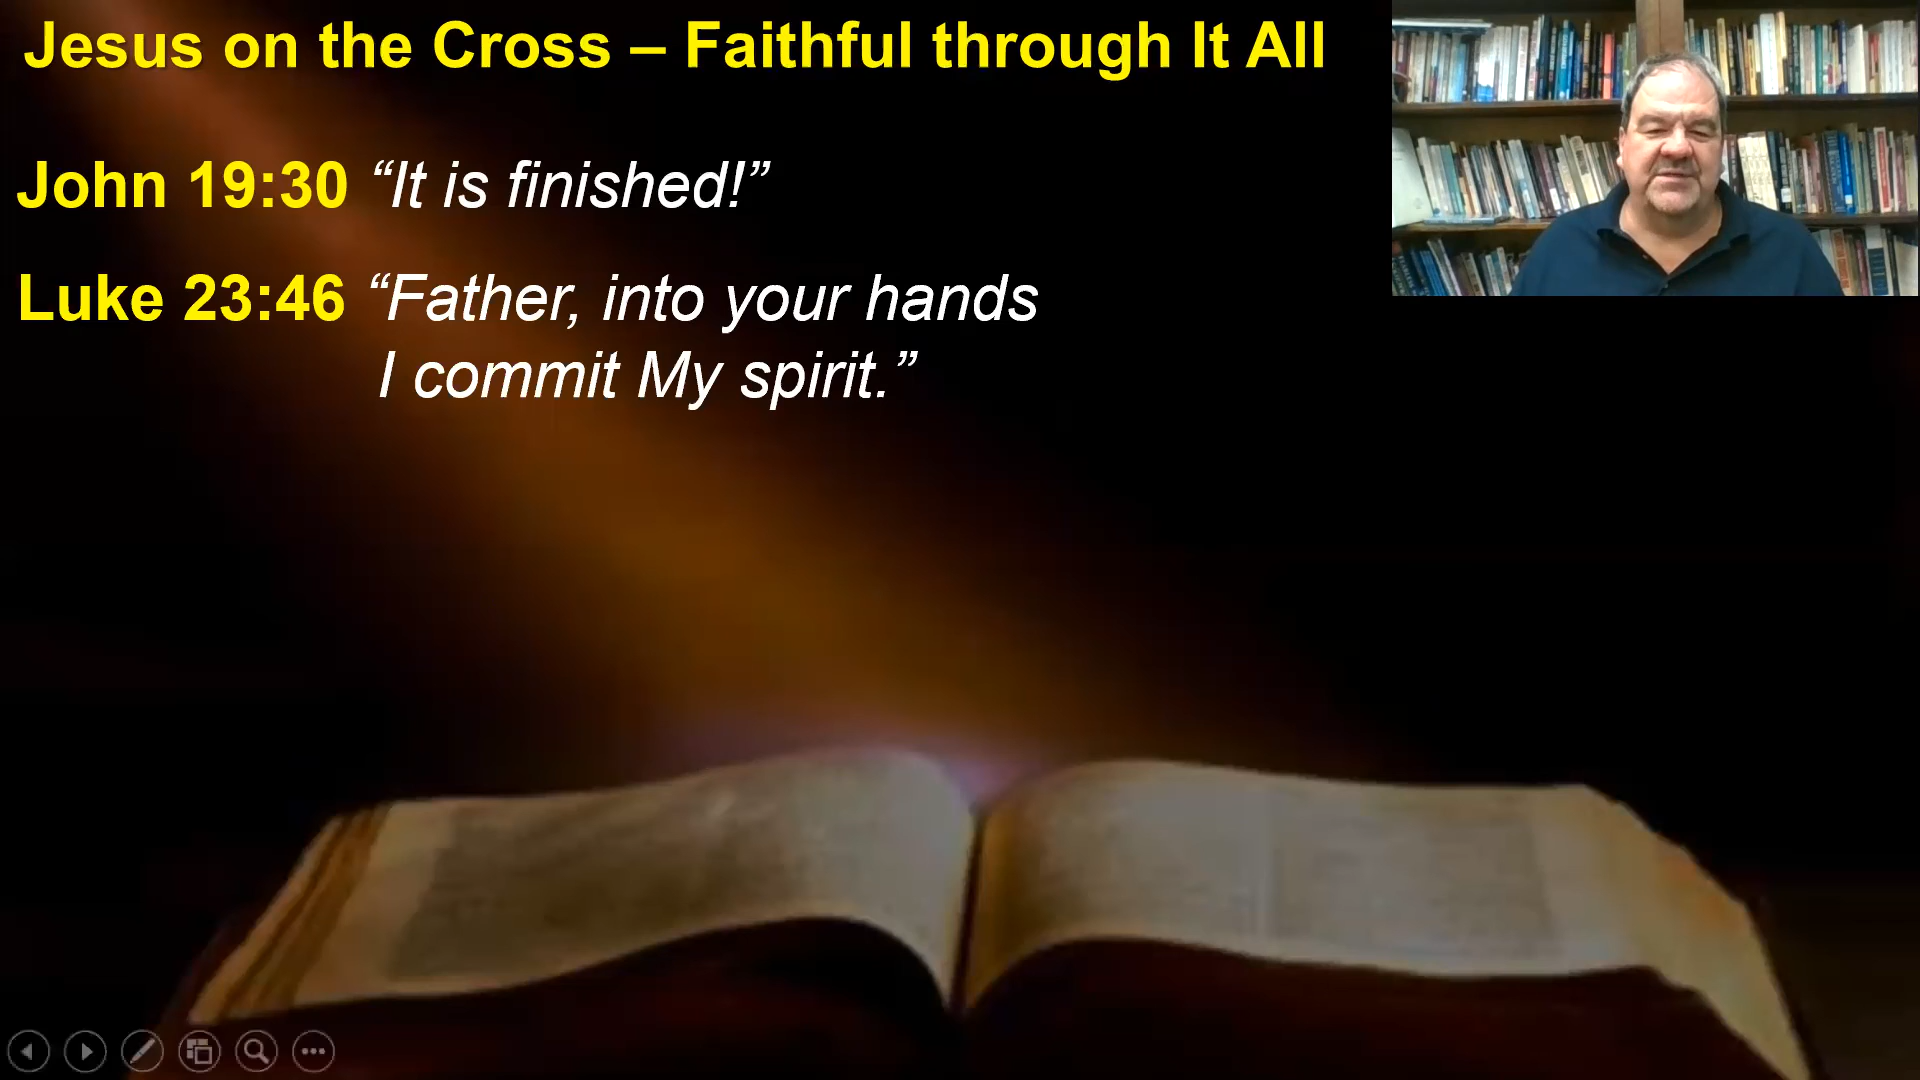 Jesus on the Cross – Faithful through It All
John 19:30 “It is finished!”
Luke 23:46 “Father, into your hands
I commit My spirit.”